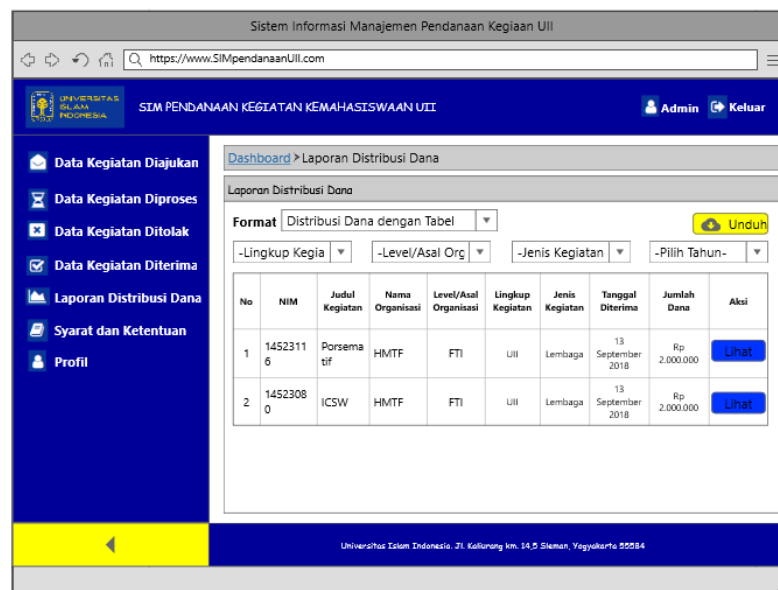 Sistem Informasi Manajemen Pendanaan Kegiaan UII
https://www.SIMpendanaanUII.com
UNIVERSITAS
ISLAM
INDONESIA
SIM PENDANAAN KEGIATAN KEMAHASISWAAN UII
Admin Keluar
Data Kegiatan Diajukan
Data Kegiatan Diproses
Data Kegiatan Ditolak
Data Kegiatan Diterima
Laporan Distribusi Dana
Syarat dan Ketentuan
Profil
Dashboard > Laporan Distribusi Dana
Laporan Distribusi Dana
Format Distribusi Dana dengan Tabel Unduh
-Lingkup Kegia -Level/Asal Org -Jenis Kegiatan -Pilih Tahun-
No NIM Judul Kegiatan Nama Organisasi Level/Asal Organisasi Lingkup Kegiatan Jenis Kegiatan Tanggal Diterima Jumlah Dana Aksi
1 14523116 Porsematif HMTF FTI UII Lembaga 13 September 2018 Rp 2.000.000 Lihat
2 14523080 ICSW HMTF FTI UII Lembaga 13 September 2018 Rp 2.000.000 Lihat
Universitas Islam Indonesia. Jl. Kaliurang km. 14,5 Sleman, Yogyakarta 55584